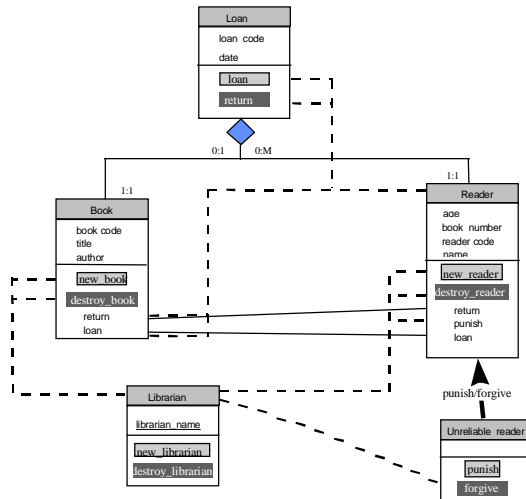 Loan
loan code
date
loan
return
0:1
0:M
1:1
1:1
Book
book code
title
author
new_book
destroy_book
return
loan
Reader
age
book number
reader code
name
new_reader
destroy_reader
return
punish
loan
punish/forgive
Librarian
librarian_name
new_librarian
destroy_librarian
Unreliable reader
punish
forgive